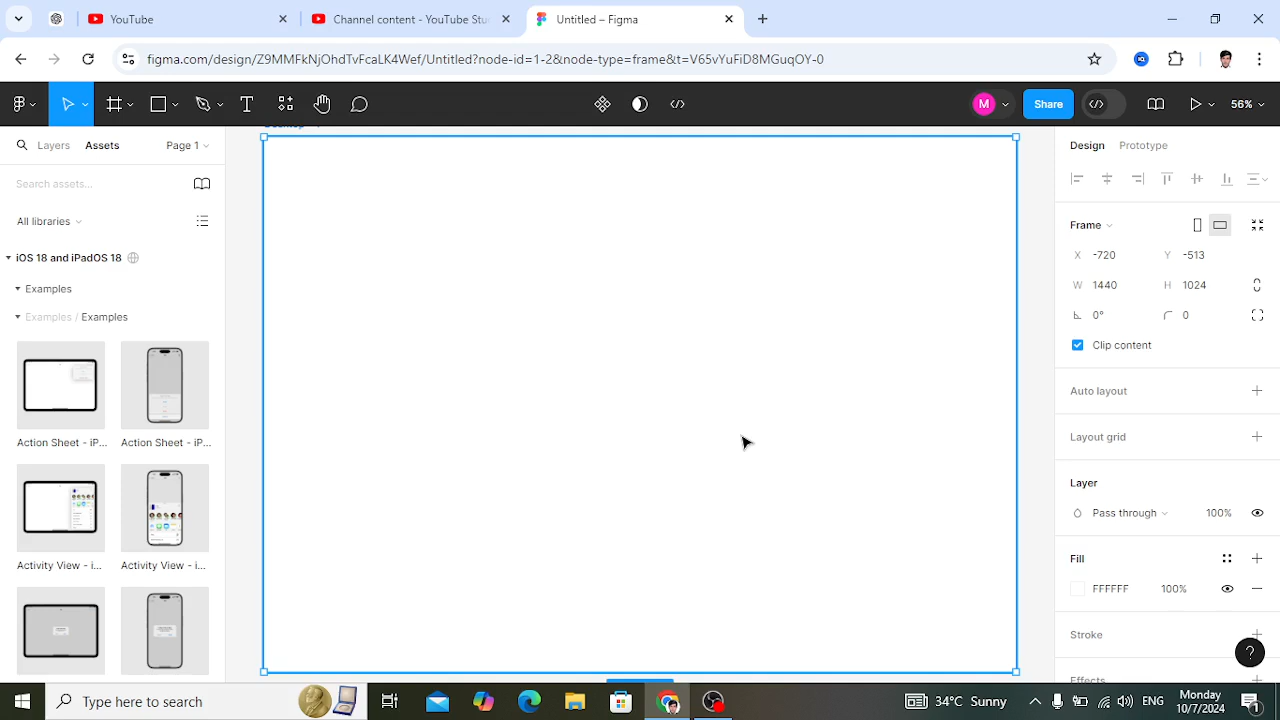 YouTube
Channel content - YouTube Stu
Untitled – Figma
figma.com/design/Z9MMFkNjOhdTvFcaLK4Wef/Untitled?node-id=1-2&node-type=frame&t=V65vYuFiD8MGuqOY-0
M
Share
56%
Layers
Assets
Page 1
Design
Prototype
Search assets...
All libraries
Frame
X -720
Y -513
iOS 18 and iPadOS 18
W 1440
H 1024
Examples
Examples / Examples
0°
0
Clip content
Auto layout
Action Sheet - iP...
Action Sheet - iP...
Layout grid
Layer
Pass through
100%
Activity View - i...
Activity View - i...
Fill
FFFFFF
100%
Stroke
?
Effects
Type here to search
34°C Sunny
ENG
Monday
10/7/2024
1